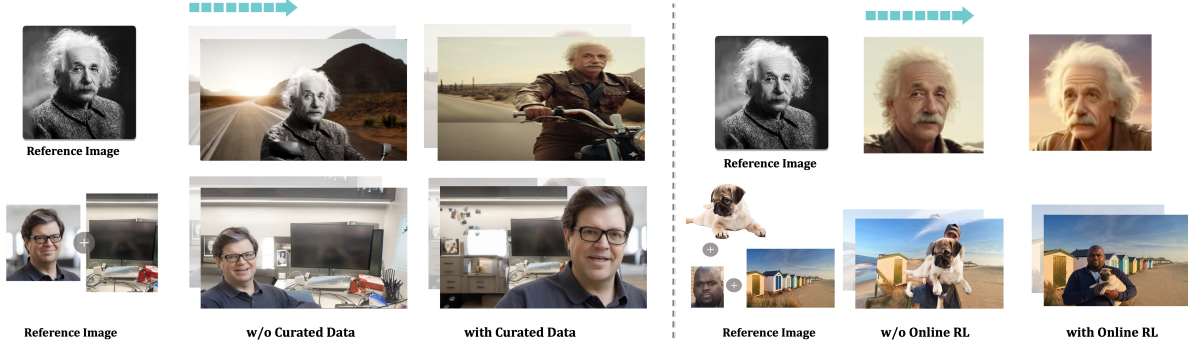 Reference Image
Reference Image
Reference Image
w/o Curated Data
with Curated Data
Reference Image
w/o Online RL
with Online RL